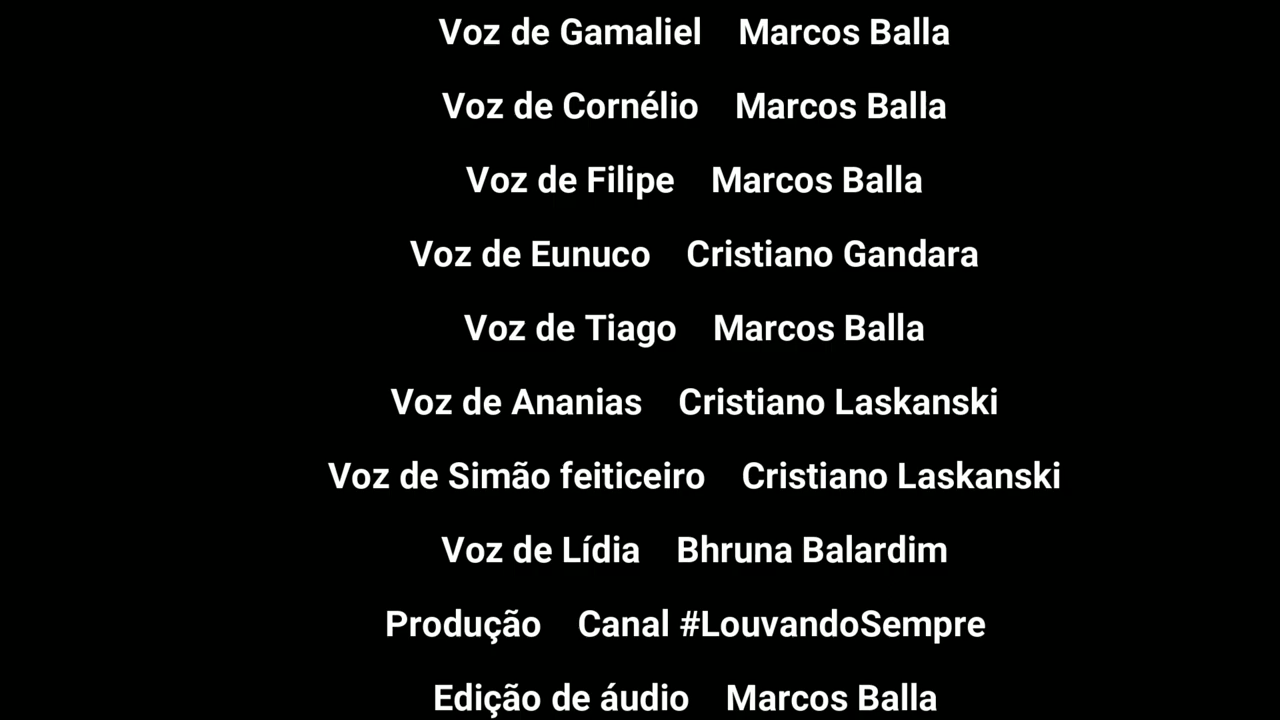 Voz de Gamaliel Marcos Balla
Voz de Cornélio Marcos Balla
Voz de Filipe Marcos Balla
Voz de Eunuco Cristiano Gandara
Voz de Tiago Marcos Balla
Voz de Ananias Cristiano Laskanski
Voz de Simão feiticeiro Cristiano Laskanski
Voz de Lídia Bhruna Balardim
Produção Canal #LouvandoSempre
Edição de áudio Marcos Balla